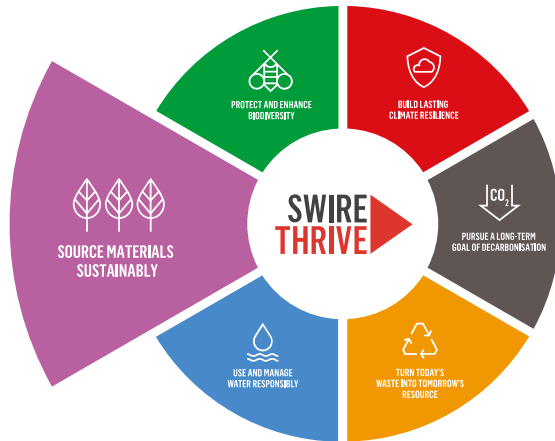 PROTECT AND ENHANCE
BIODIVERSITY
BUILD LASTING
CLIMATE RESILIENCE
SOURCE MATERIALS
SUSTAINABLY
SWIRE
THRIVE
CO2
PURSUE A LONG-TERM
GOAL OF DECARBONISATION
USE AND MANAGE
WATER RESPONSIBLY
TURN TODAY'S
WASTE INTO TOMORROW'S
RESOURCE